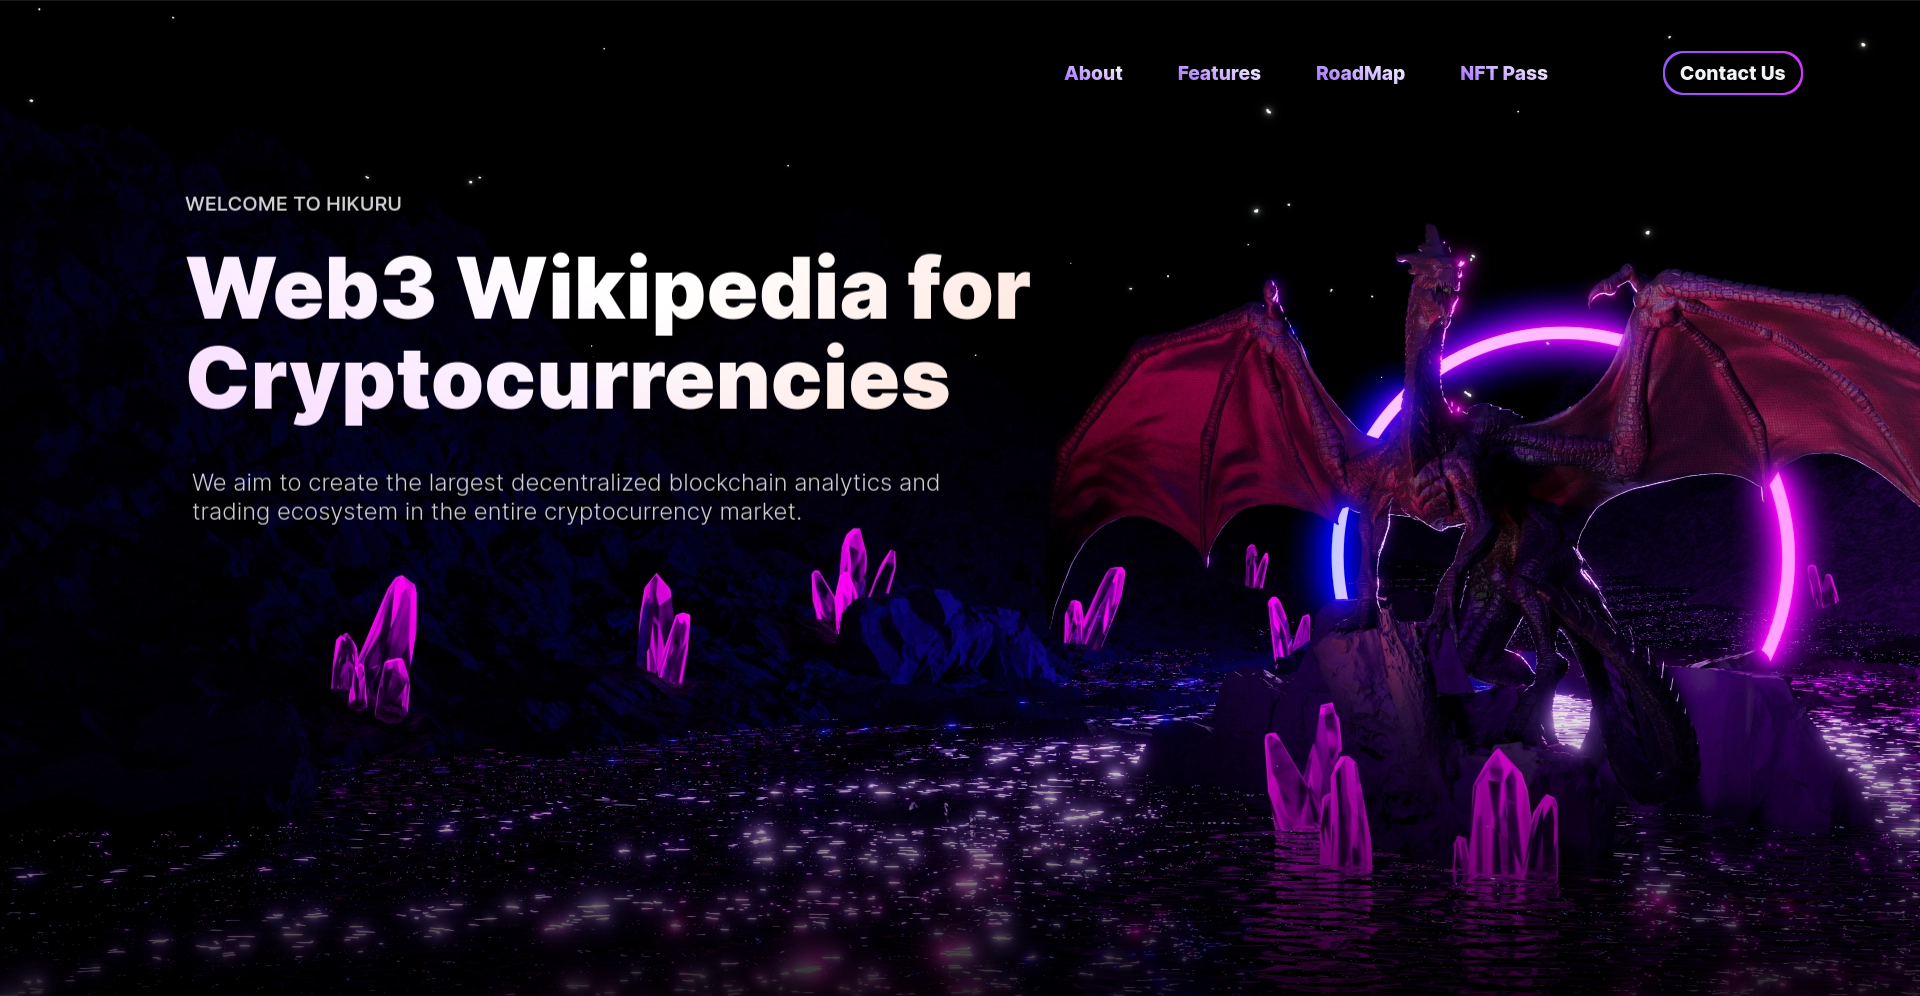 About Features RoadMap NFT Pass Contact Us
WELCOME TO HIKURU
Web3 Wikipedia for
Cryptocurrencies
We aim to create the largest decentralized blockchain analytics and
trading ecosystem in the entire cryptocurrency market.